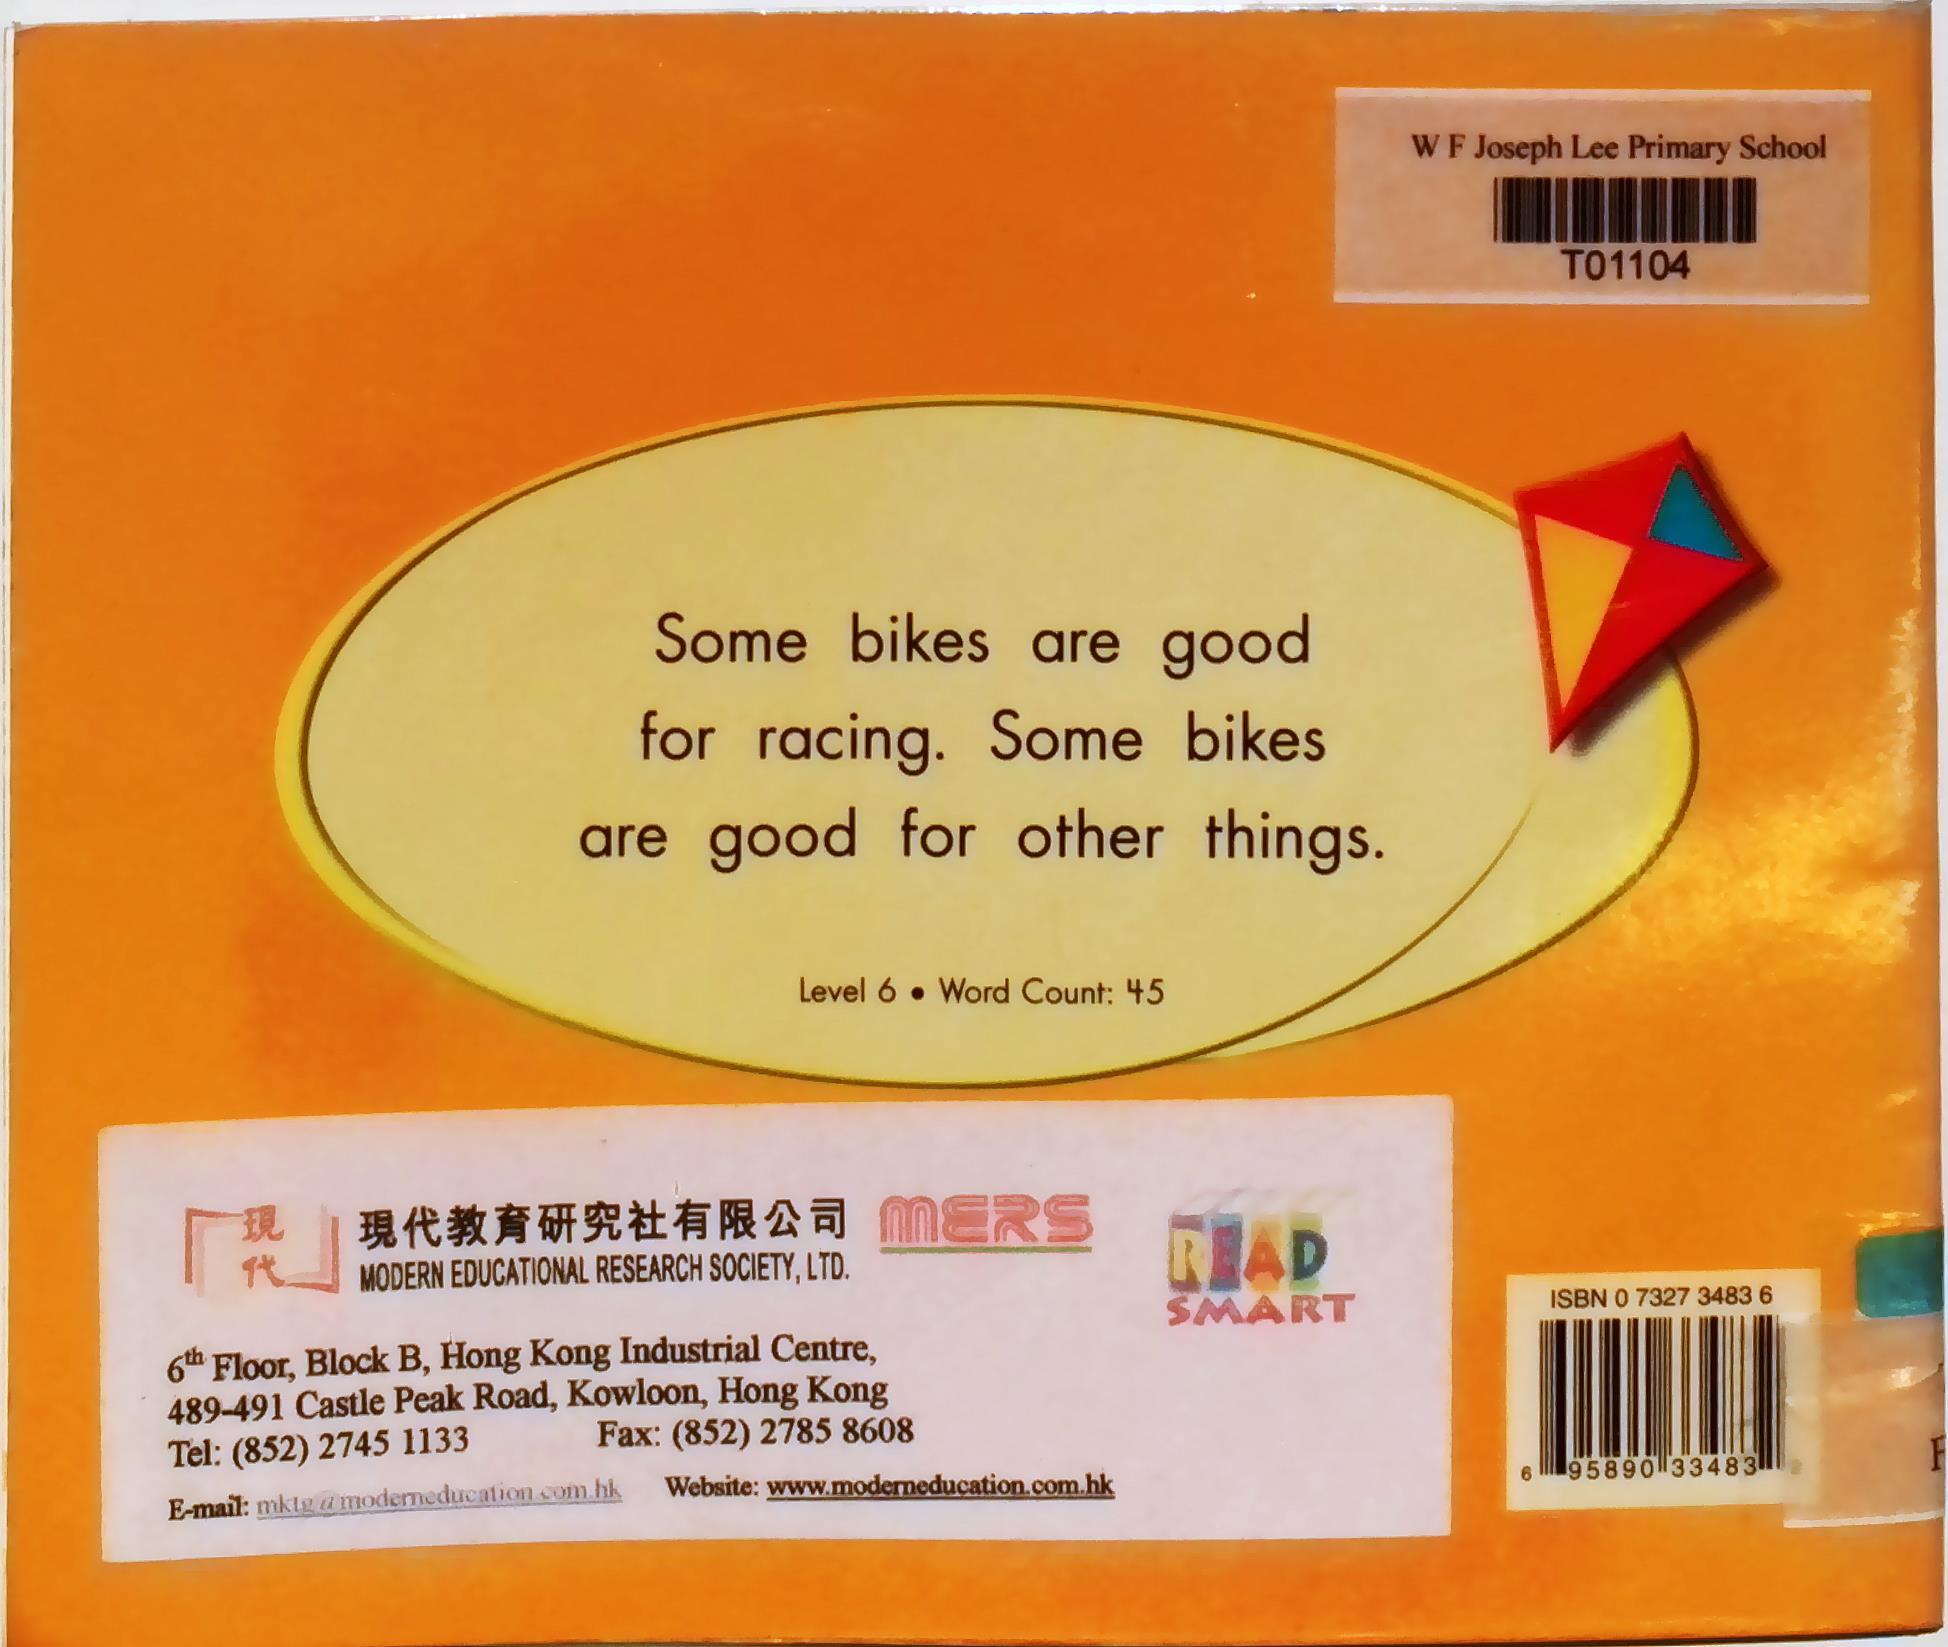 W F Joseph Lee Primary School
T01104
Some bikes are good
for racing. Some bikes
are good for other things.
Level 6 • Word Count: 45
現代
現代教育研究社有限公司
MODERN EDUCATIONAL RESEARCH SOCIETY, LTD.
MERS
READ
SMART
6th Floor, Block B, Hong Kong Industrial Centre,
489-491 Castle Peak Road, Kowloon, Hong Kong
Tel: (852) 2745 1133 Fax: (852) 2785 8608
E-mail: mktg@moderneducation.com.hk Website: www.moderneducation.com.hk
ISBN 0 7327 3483 6
6 95890 33483